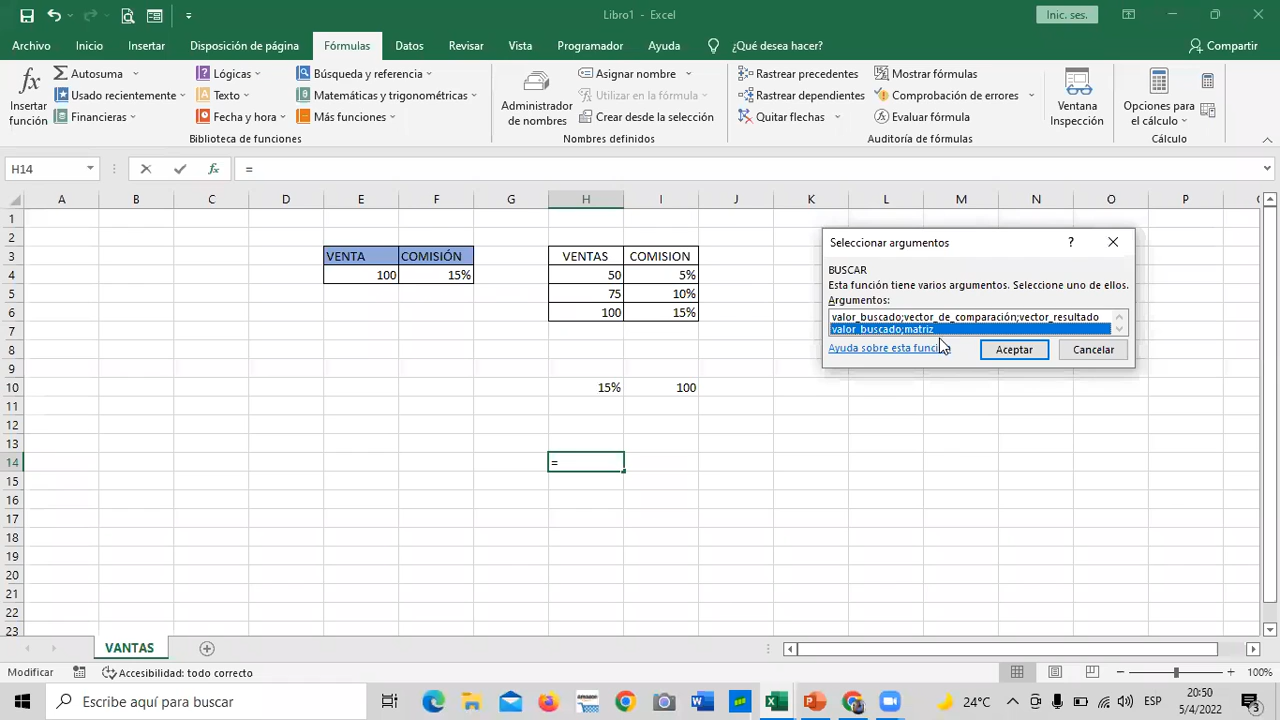 Libro1 - Excel
Inic. ses.
Archivo Inicio Insertar Disposición de página Fórmulas Datos Revisar Vista Programador Ayuda ¿Qué desea hacer? Compartir
fx Insertar función
Autosuma
Usado recientemente
Financieras
Lógicas
Texto
Fecha y hora
Búsqueda y referencia
Matemáticas y trigonométricas
Más funciones
Biblioteca de funciones
Administrador de nombres
Asignar nombre
Utilizar en la fórmula
Crear desde la selección
Nombres definidos
Rastrear precedentes
Rastrear dependientes
Quitar flechas
Mostrar fórmulas
Comprobación de errores
Evaluar fórmula
Auditoría de fórmulas
Ventana Inspección
Opciones para el cálculo
Cálculo
H14 fx =
A B C D E F G H I J K L M N O P
1
2
3 VENTA COMISIÓN VENTAS COMISION
4 100 15% 50 5%
5 75 10%
6 100 15%
7
8
9
10 15% 100
11
12
13
14 =
15
16
17
18
19
20
21
22
23
Seleccionar argumentos ?
BUSCAR
Esta función tiene varios argumentos. Seleccione uno de ellos.
Argumentos:
valor_buscado;vector_de_comparación;vector_resultado
valor_buscado;matriz
Ayuda sobre esta funci
Aceptar Cancelar
VANTAS
Modificar Accesibilidad: todo correcto 100%
Escribe aquí para buscar
amazon
24°C
ESP
20:50
5/4/2022
3